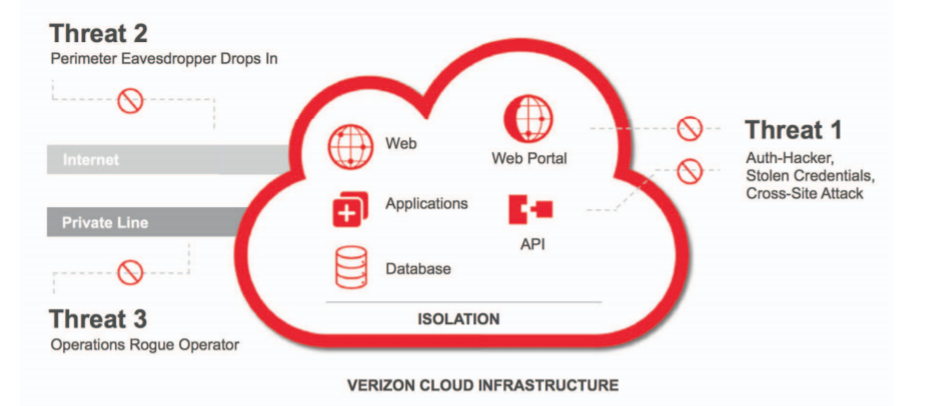 Threat 2
Perimeter Eavesdropper Drops In
Internet
Private Line
Threat 3
Operations Rogue Operator
Web
Applications
Database
Web Portal
API
ISOLATION
VERIZON CLOUD INFRASTRUCTURE
Threat 1
Auth-Hacker,
Stolen Credentials,
Cross-Site Attack